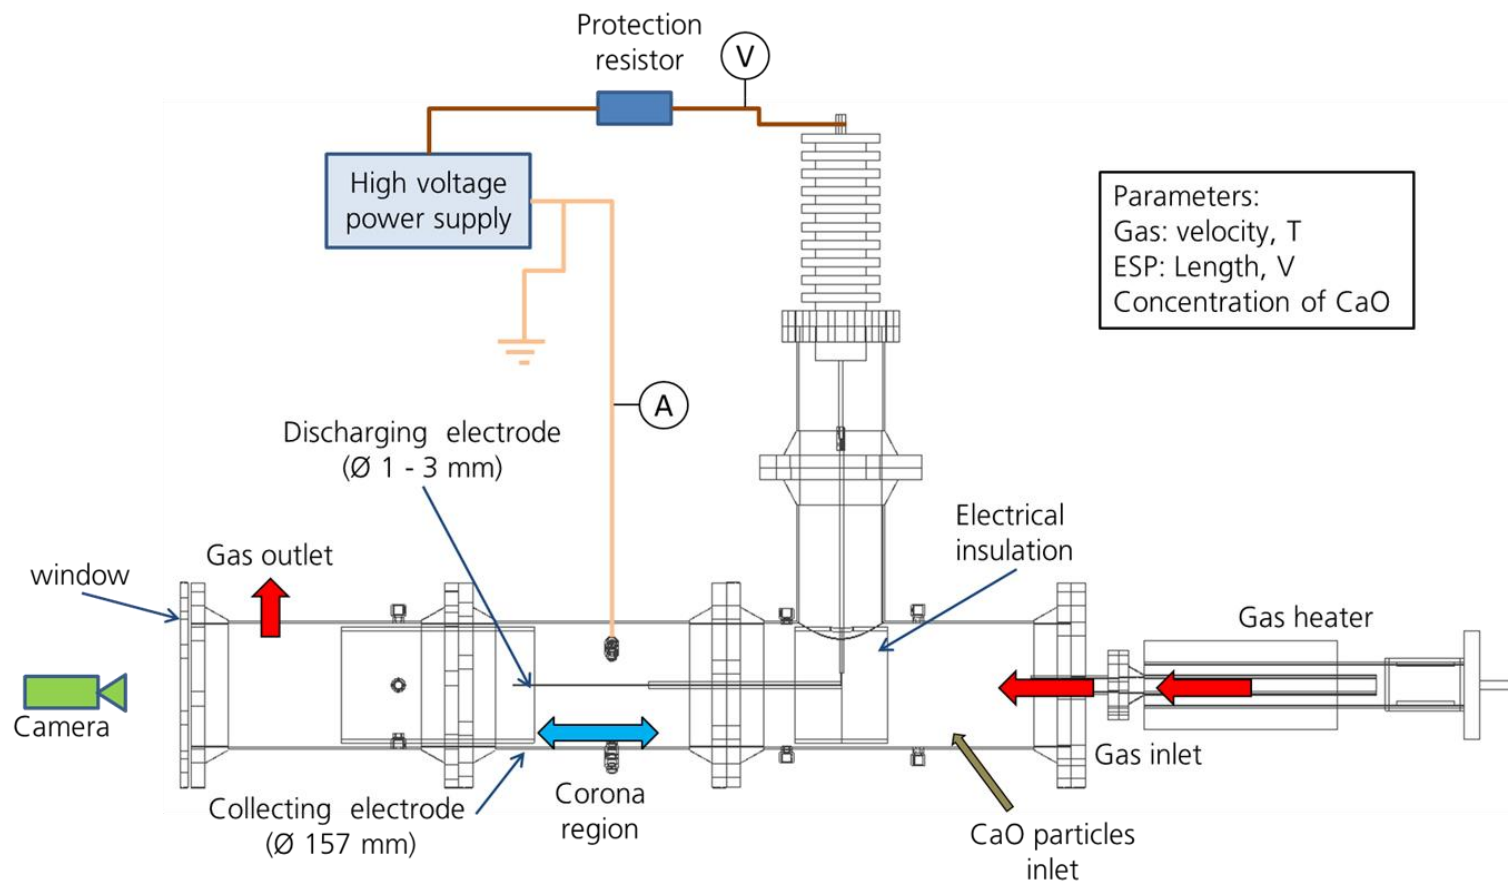 Protection
resistor
V
High voltage
power supply
Parameters:
Gas: velocity, T
ESP: Length, V
Concentration of CaO
A
Discharging electrode
(Ø 1 - 3 mm)
Electrical
insulation
Gas outlet
window
Gas heater
Camera
Gas inlet
Collecting electrode
(Ø 157 mm)
Corona
region
CaO particles
inlet